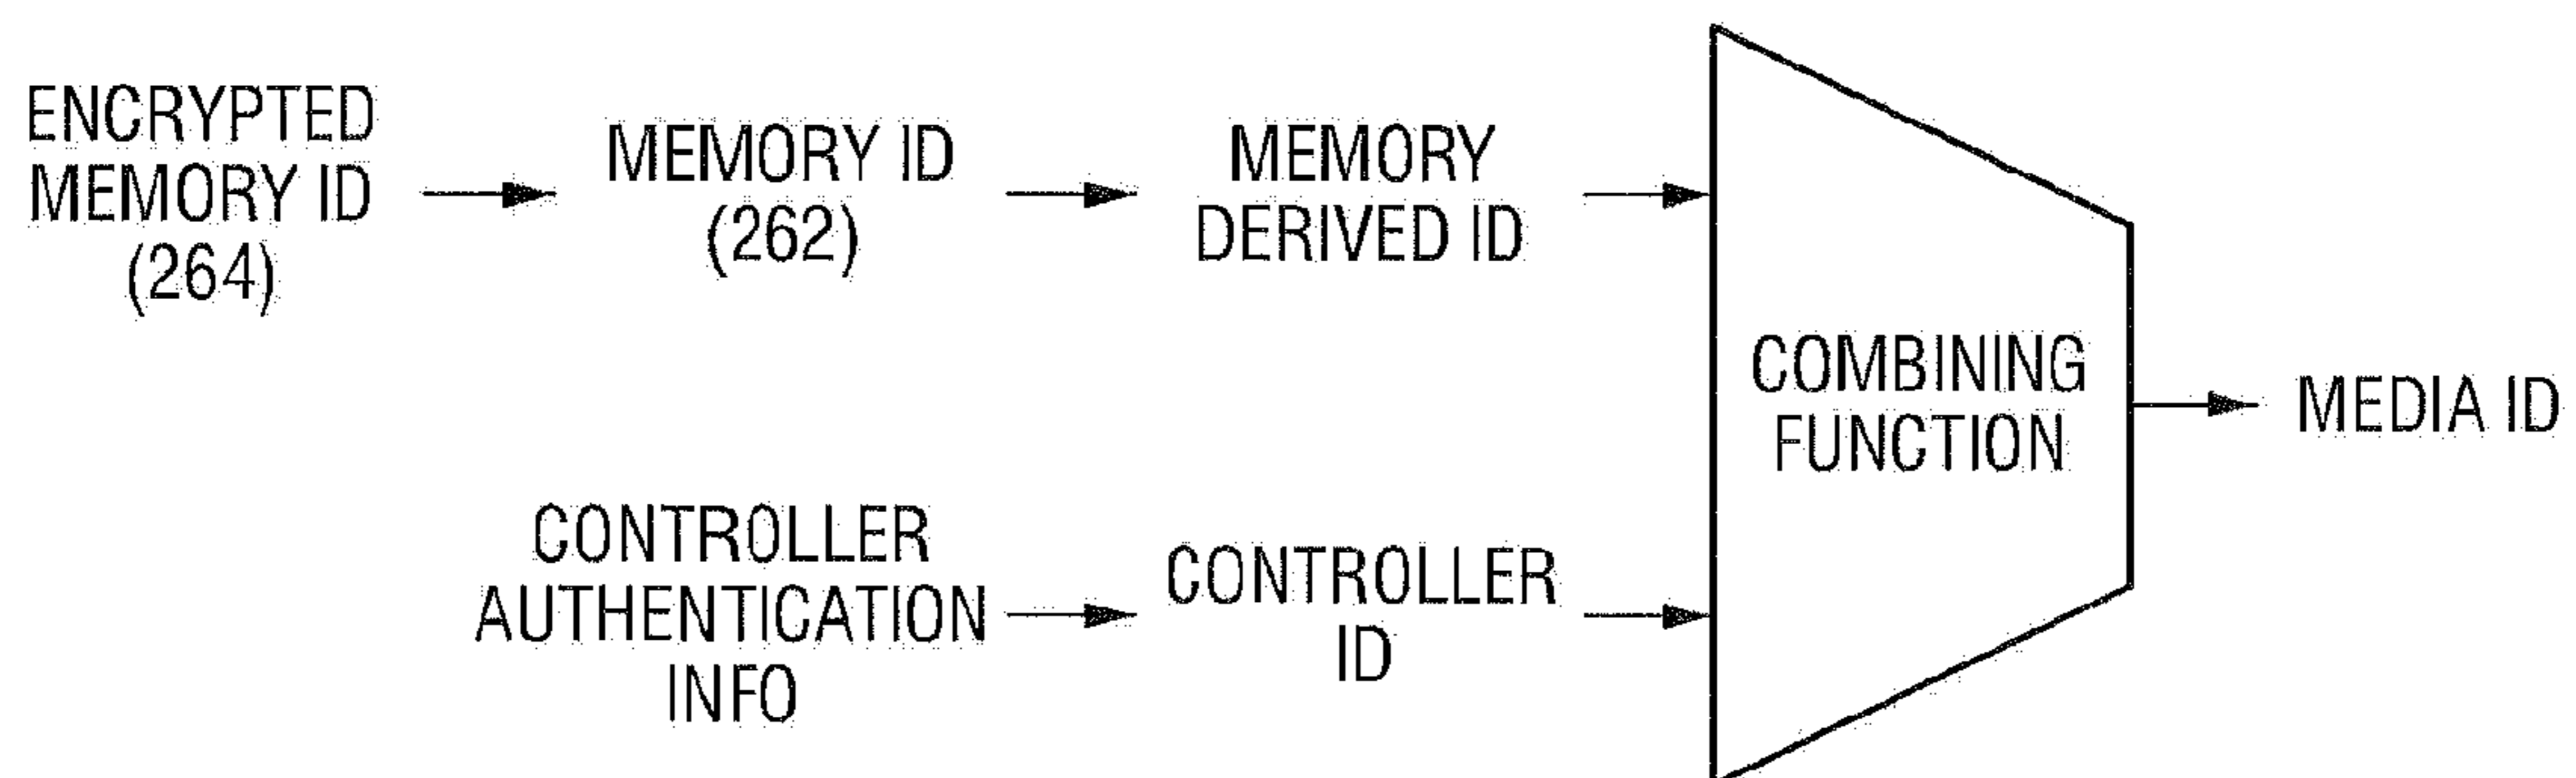 ENCRYPTED
MEMORY ID
(264)
MEMORY ID
(262)
MEMORY
DERIVED ID
COMBINING
FUNCTION
MEDIA ID
CONTROLLER
AUTHENTICATION
INFO
CONTROLLER
ID